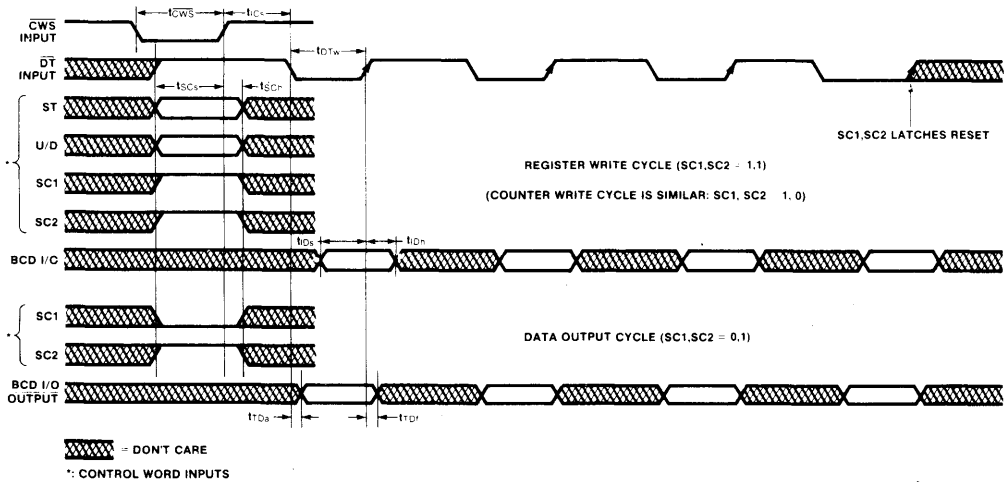 tCWS
tICs
CWS
INPUT
tDTw
DT
INPUT
tSCs
tSCh
ST
SC1,SC2 LATCHES RESET
U/D
REGISTER WRITE CYCLE (SC1,SC2 = 1,1)
*
SC1
(COUNTER WRITE CYCLE IS SIMILAR: SC1, SC2 1, 0)
SC2
tIDs
tIDh
BCD I/C
SC1
DATA OUTPUT CYCLE (SC1,SC2 = 0,1)
*
SC2
BCD I/O
OUTPUT
tTDa
tTDf
= DON'T CARE
*: CONTROL WORD INPUTS